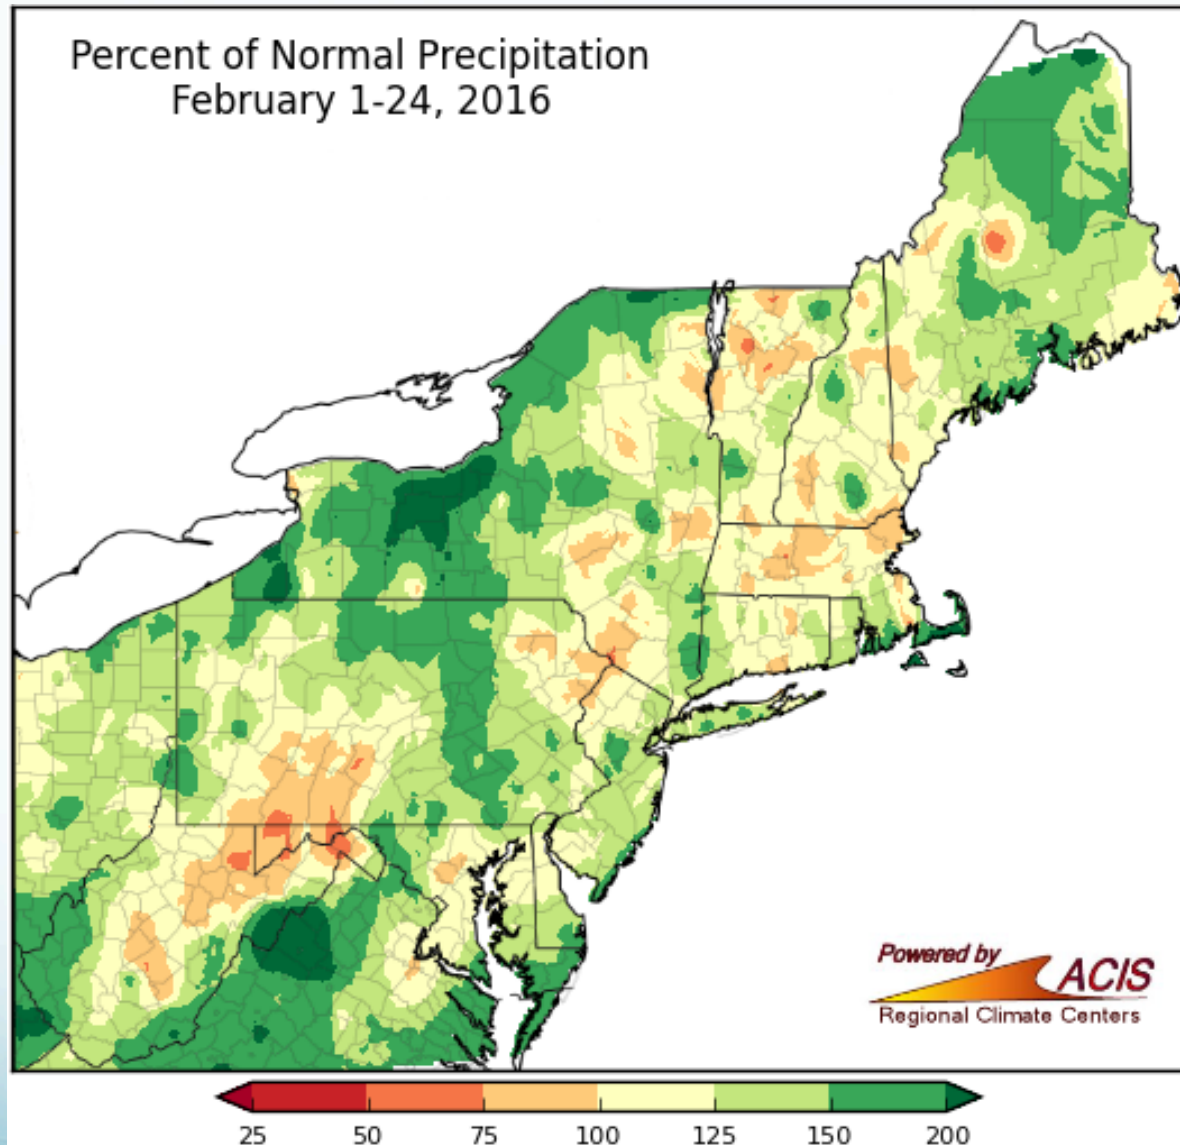 Percent of Normal Precipitation
February 1-24, 2016
Powered by
ACIS
Regional Climate Centers
25 50 75 100 125 150 200